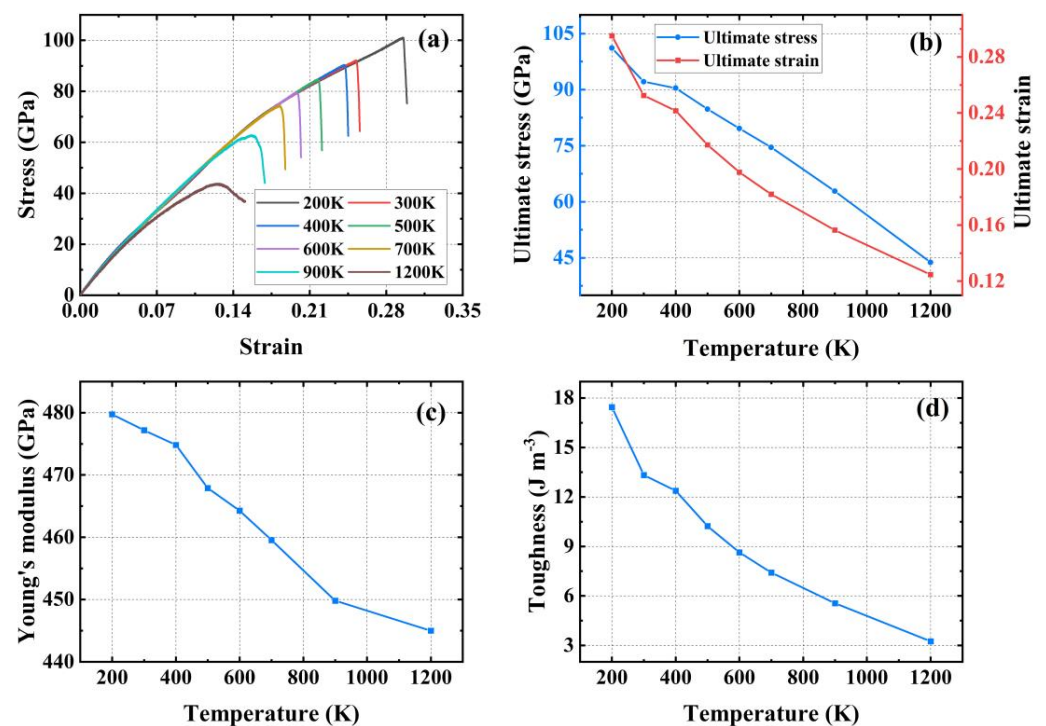 (a)
Stress (GPa)
120
100
80
60
40
20
0
0.00 0.07 0.14 0.21 0.28 0.35
Strain
200K 300K
400K 500K
600K 700K
900K 1200K
(b)
Ultimate stress (GPa)
105
90
75
60
45
Ultimate stress
Ultimate strain
0.28
0.24
0.20
0.16
0.12
Ultimate strain
200 400 600 800 1000 1200
Temperature (K)
(c)
Young's modulus (GPa)
480
470
460
450
440
200 400 600 800 1000 1200
Temperature (K)
(d)
Toughness (J m⁻³)
18
15
12
9
6
3
200 400 600 800 1000 1200
Temperature (K)